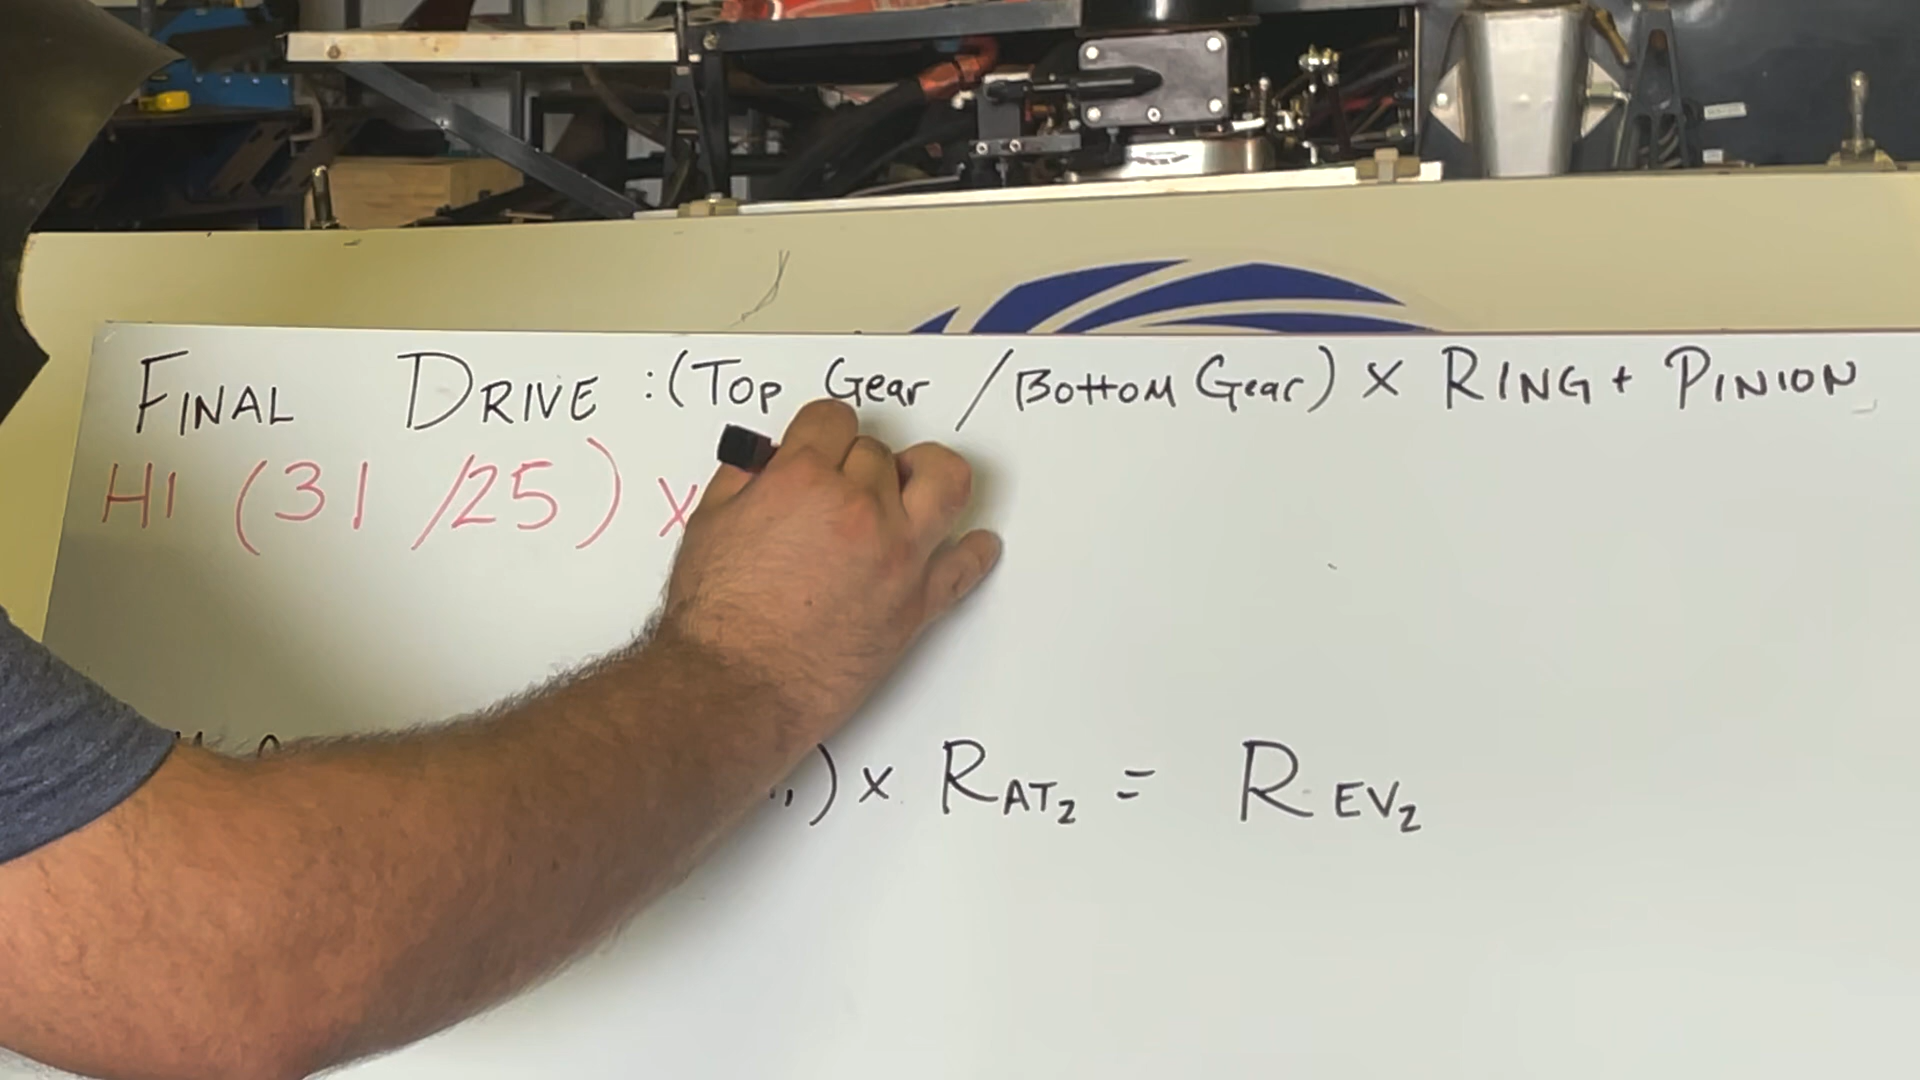 FINAL DRIVE : (Top Gear / Bottom Gear) x RING + PINION
HI (31 /25) x
) x RAT2 = REV2